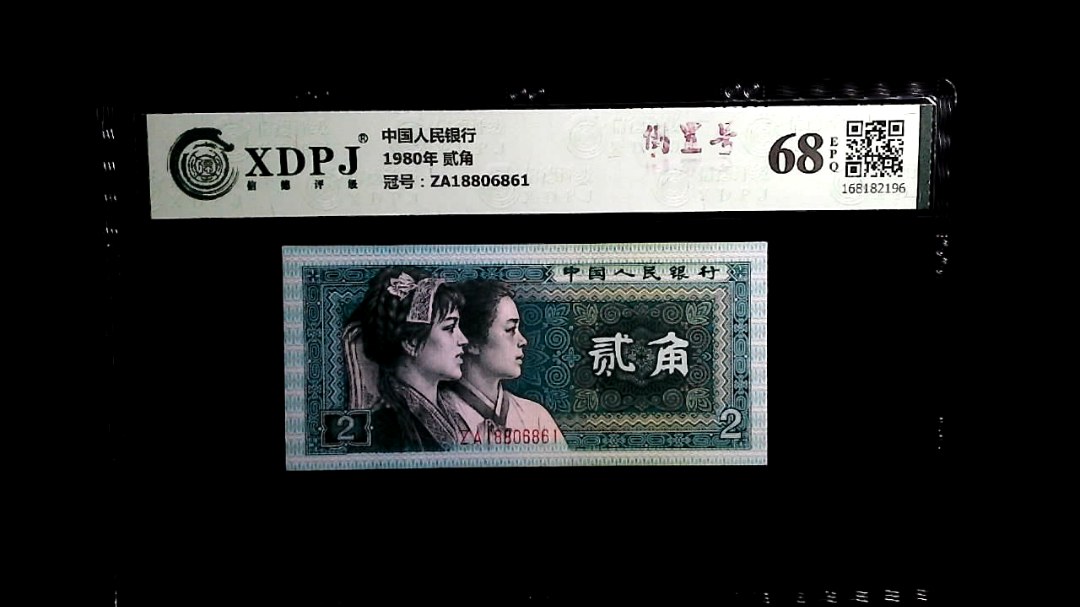 XDPJ®
信德评级
中国人民银行
1980年 贰角
冠号：ZA18806861
倒置号
68
EPQ
168182196
中国人民银行
贰角
2
2
ZA18806861